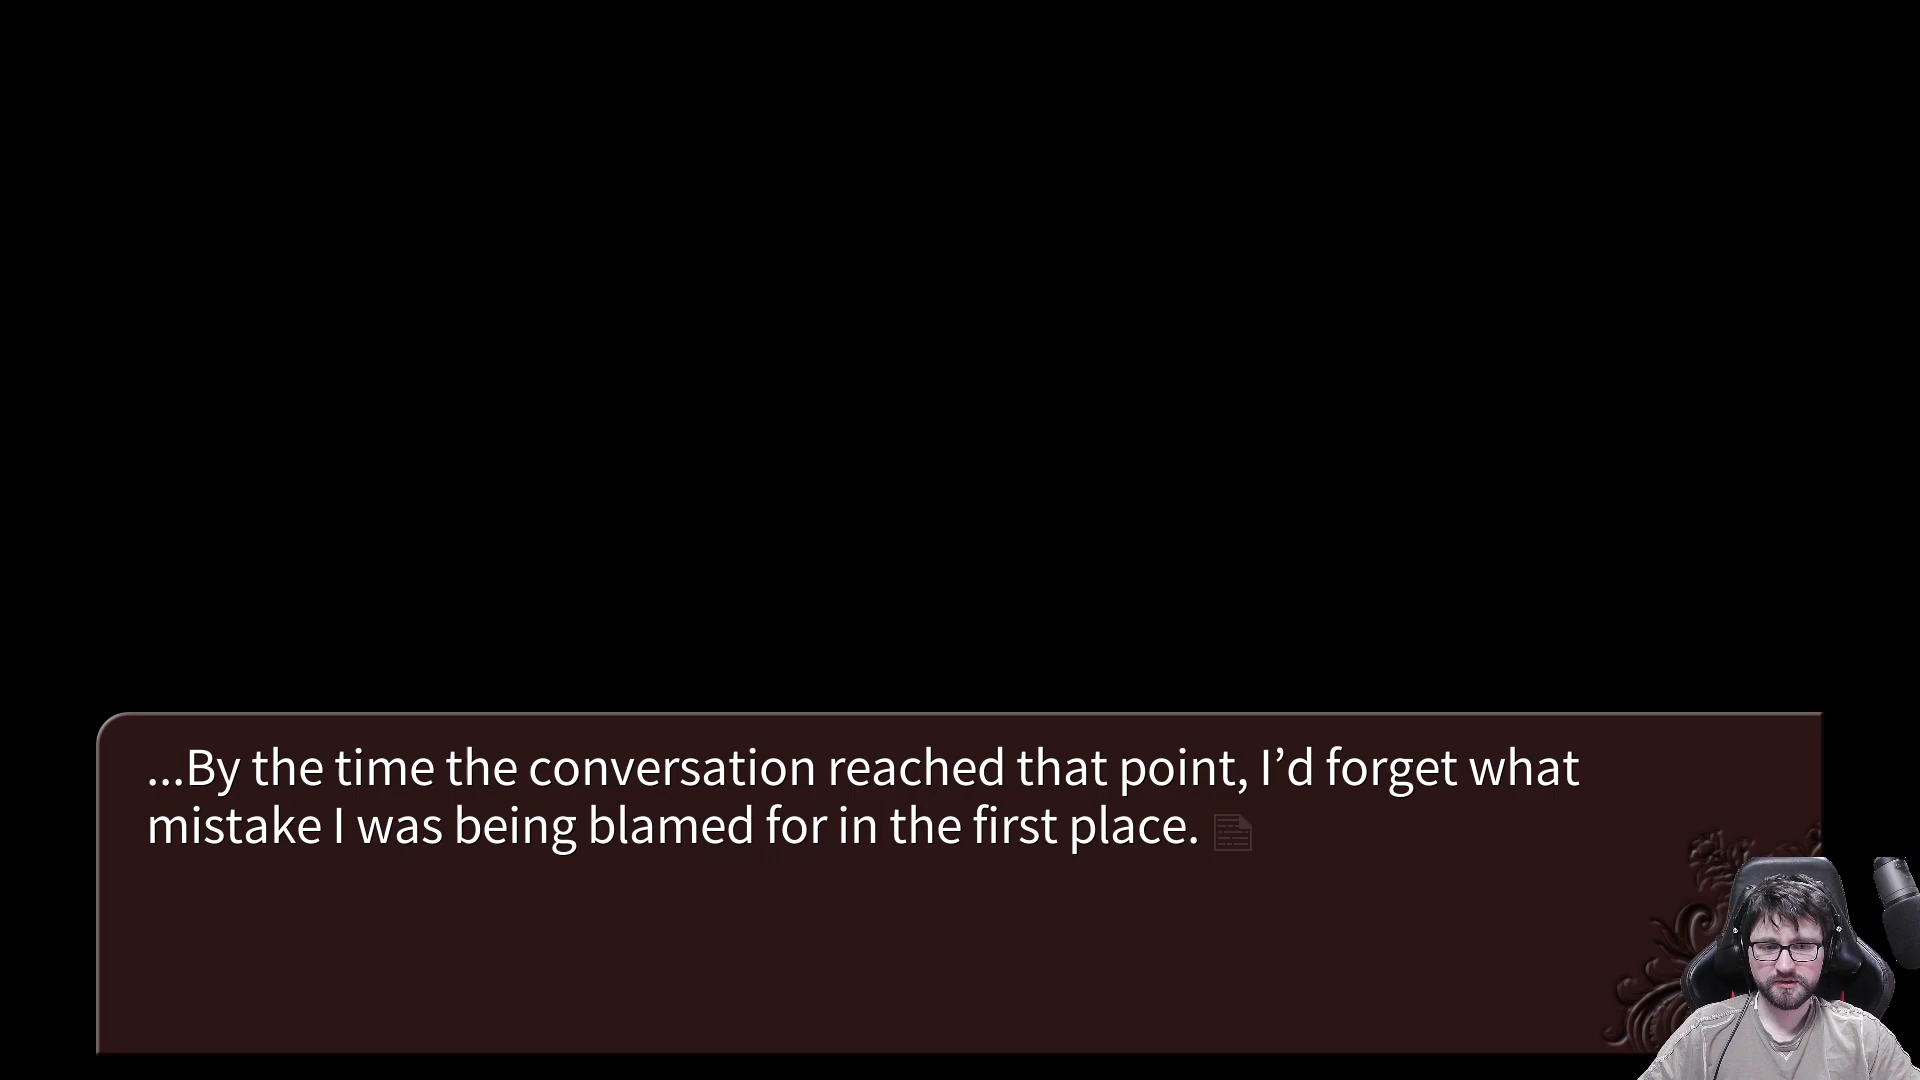 ...By the time the conversation reached that point, I’d forget what
mistake I was being blamed for in the first place.